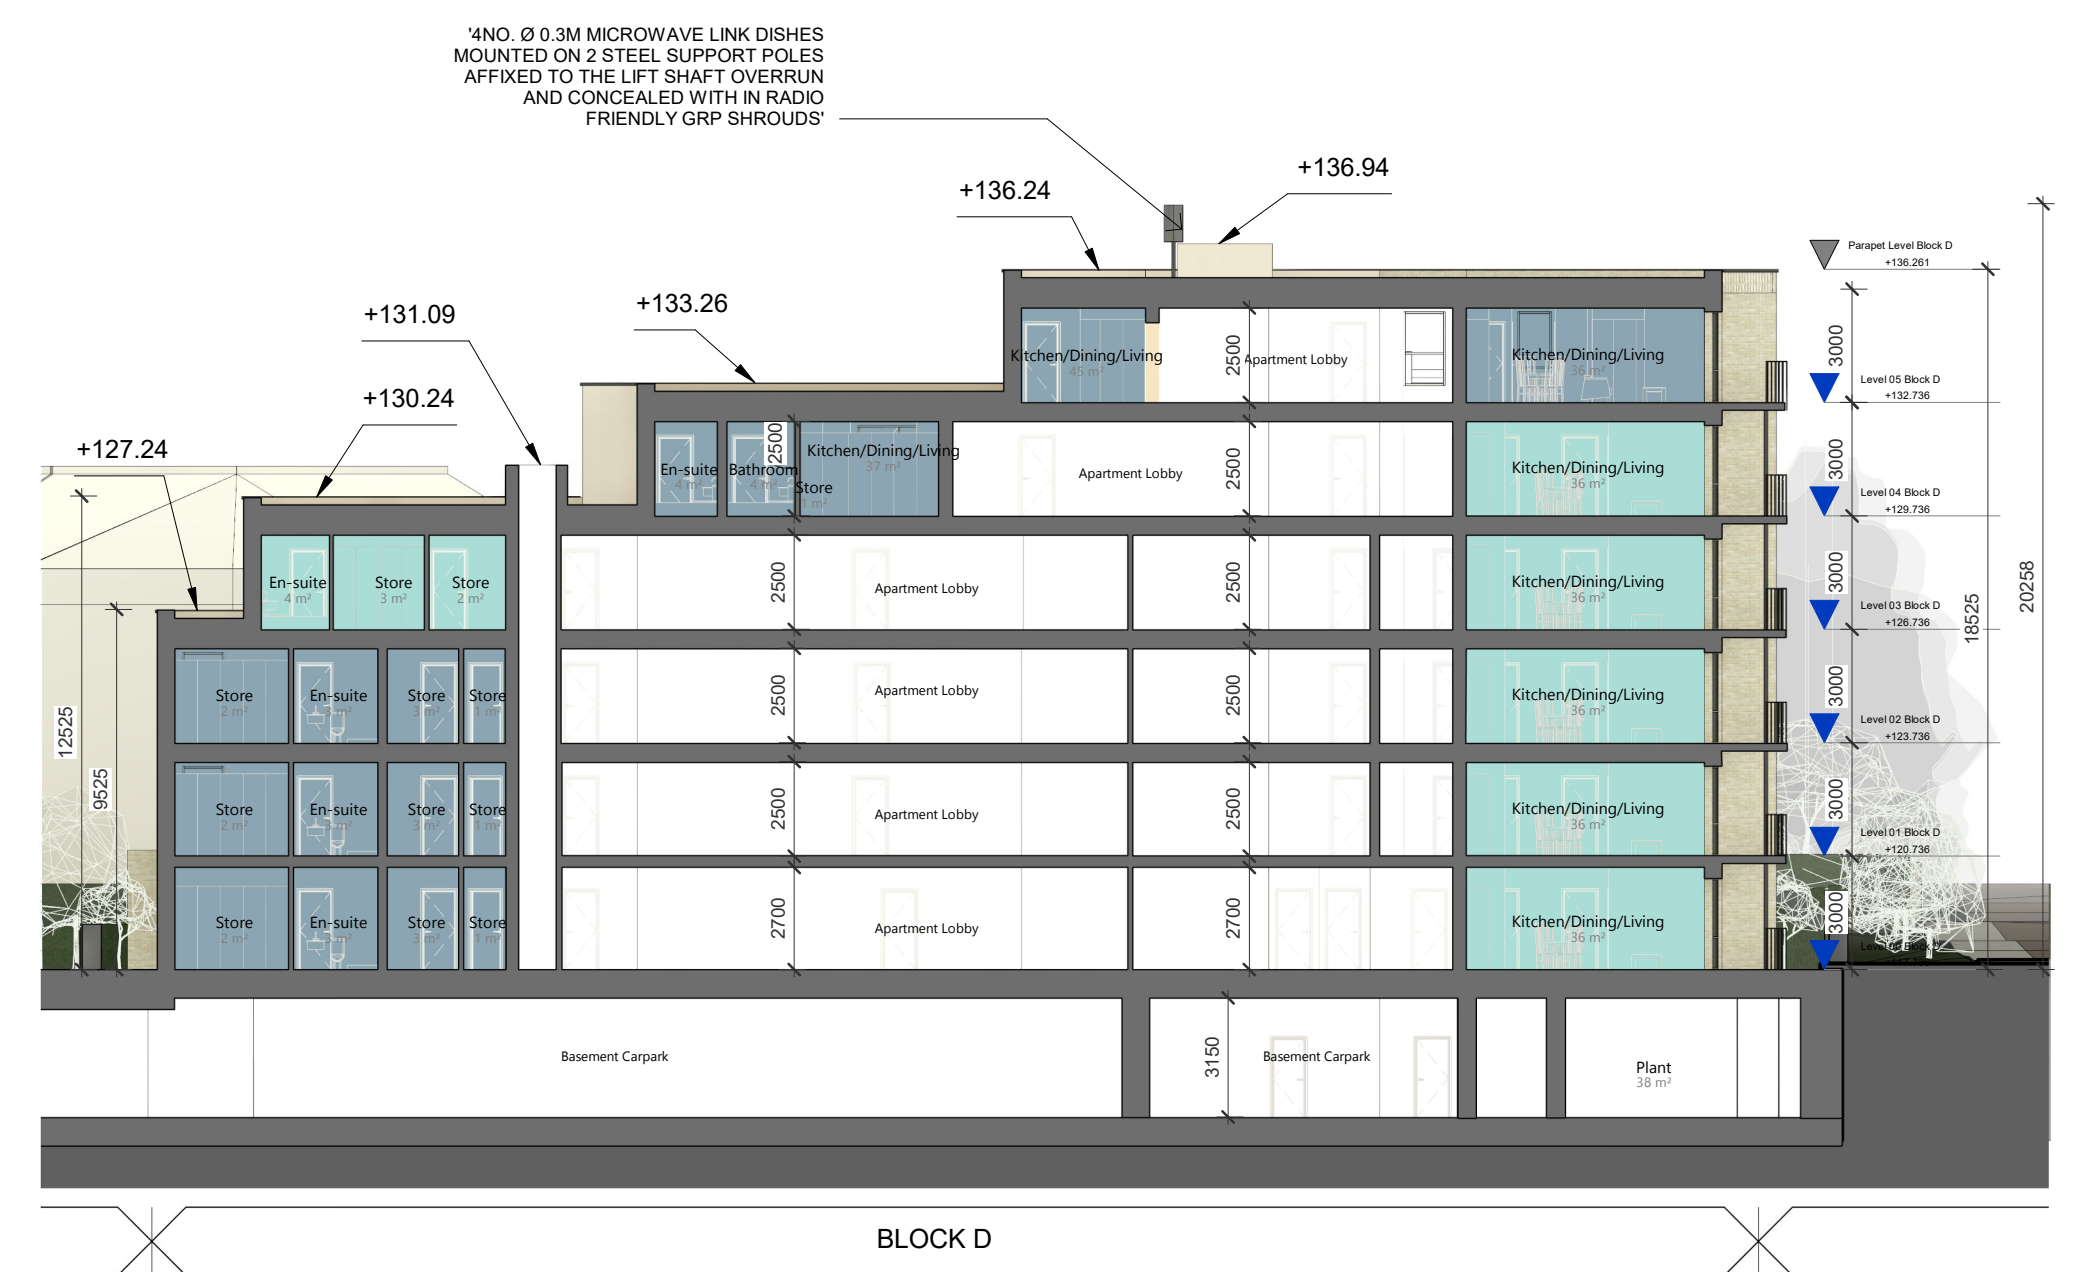 '4NO. Ø 0.3M MICROWAVE LINK DISHES
MOUNTED ON 2 STEEL SUPPORT POLES
AFFIXED TO THE LIFT SHAFT OVERRUN
AND CONCEALED WITH IN RADIO
FRIENDLY GRP SHROUDS'
+136.94
+136.24
+133.26
+131.09
+130.24
+127.24
Parapet Level Block D
+136.261
Kitchen/Dining/Living
45 m²
2500
Apartment Lobby
Kitchen/Dining/Living
36 m²
3000
Level 05 Block D
+132.736
En-suite
4 m²
Bathroom
4 m²
2500
Kitchen/Dining/Living
37 m²
Store
1 m²
Apartment Lobby
2500
Kitchen/Dining/Living
36 m²
3000
Level 04 Block D
+129.736
En-suite
4 m²
Store
3 m²
Store
2 m²
2500
Apartment Lobby
2500
Kitchen/Dining/Living
36 m²
3000
Level 03 Block D
+126.736
18525
20258
12525
9525
Store
2 m²
En-suite
3 m²
Store
3 m²
Store
1 m²
2500
Apartment Lobby
2500
Kitchen/Dining/Living
36 m²
3000
Level 02 Block D
+123.736
Store
2 m²
En-suite
3 m²
Store
3 m²
Store
1 m²
2500
Apartment Lobby
2500
Kitchen/Dining/Living
36 m²
3000
Level 01 Block D
+120.736
Store
2 m²
En-suite
3 m²
Store
3 m²
Store
1 m²
2700
Apartment Lobby
2700
Kitchen/Dining/Living
36 m²
3000
Level 00 Block D
Basement Carpark
3150
Basement Carpark
Plant
38 m²
BLOCK D